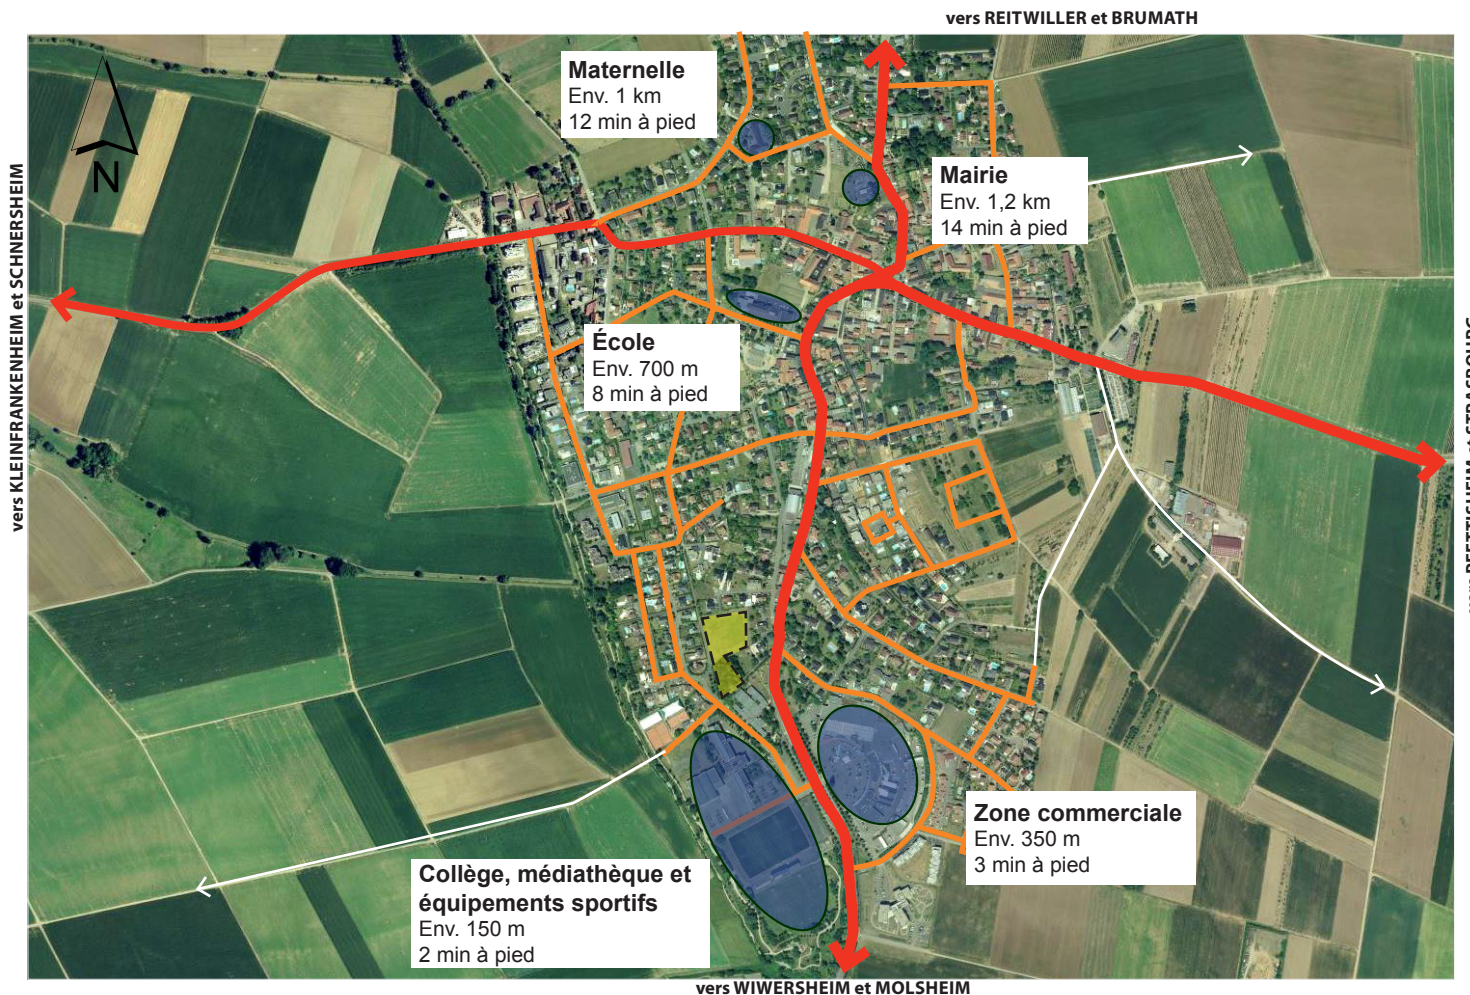 vers REITWILLER et BRUMATH
Maternelle
Env. 1 km
12 min à pied
N
Mairie
Env. 1,2 km
14 min à pied
vers KLEINFRANKENHEIM et SCHNERSHEIM
École
Env. 700 m
8 min à pied
Zone commerciale
Env. 350 m
3 min à pied
Collège, médiathèque et
équipements sportifs
Env. 150 m
2 min à pied
vers WIWERSHEIM et MOLSHEIM